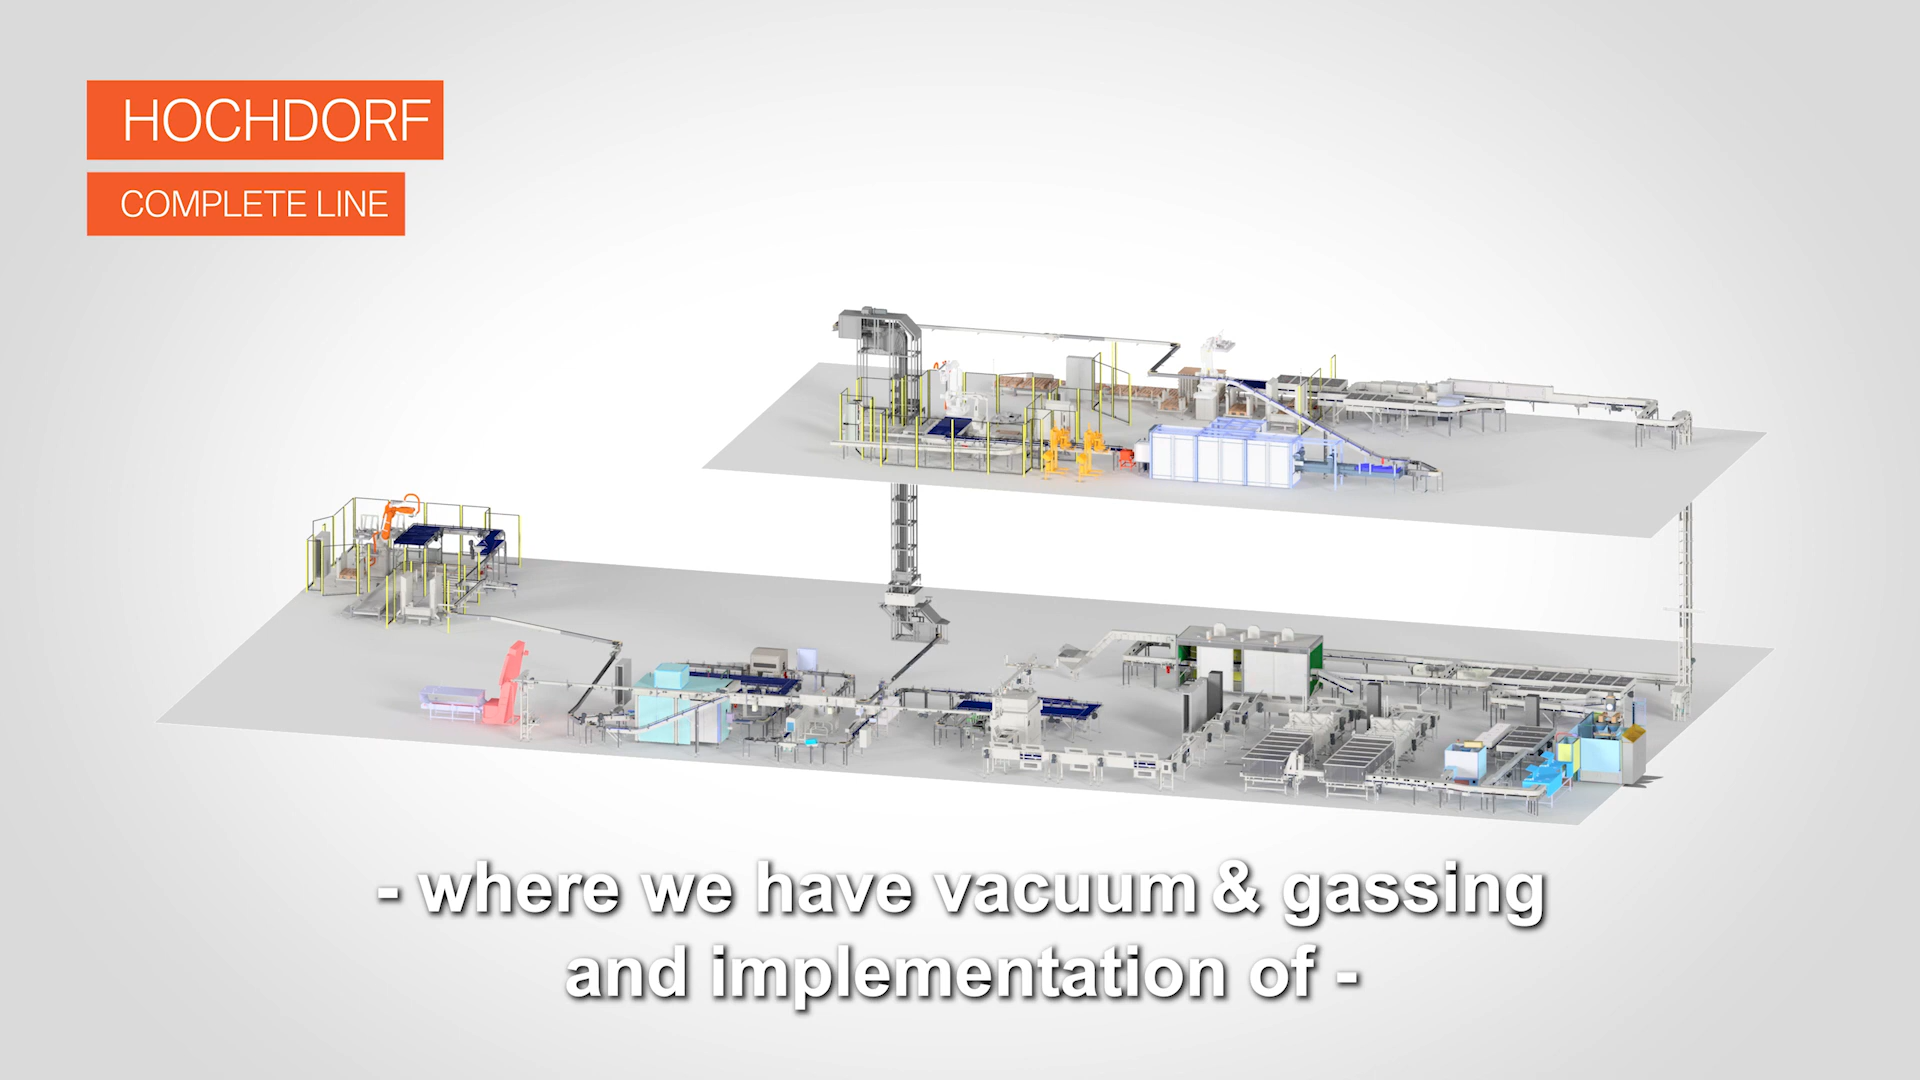 HOCHDORF
COMPLETE LINE
- where we have vacuum & gassing
and implementation of -